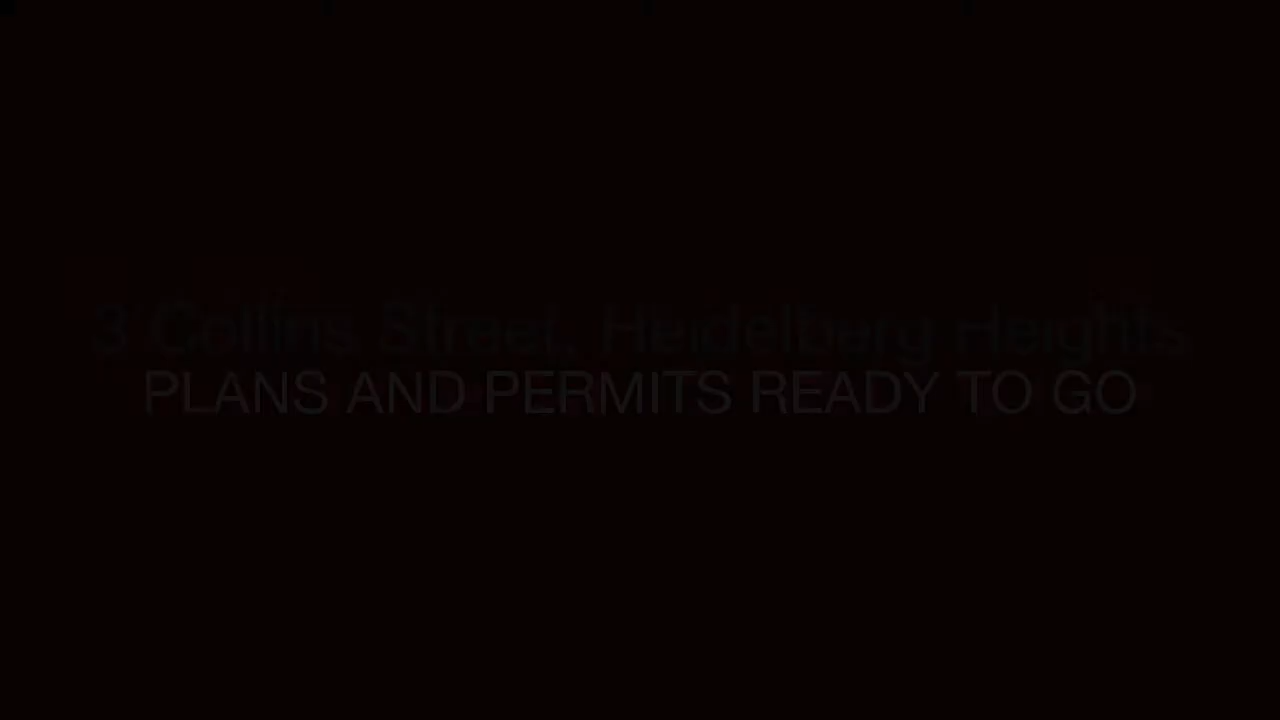 3 Collins Street, Heidelberg Heights
PLANS AND PERMITS READY TO GO